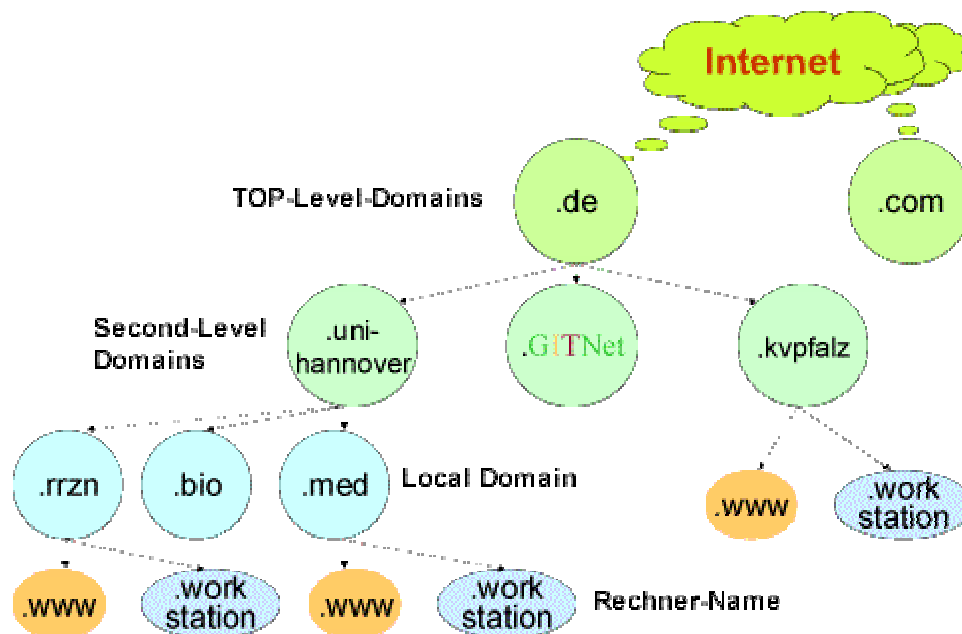 Internet
TOP-Level-Domains
.de
.com
Second-Level
Domains
.uni-
hannover
.GITNet
.kvpfalz
.rrzn
.bio
.med
Local Domain
.www
.work
station
.www
.work
station
.www
.work
station
Rechner-Name